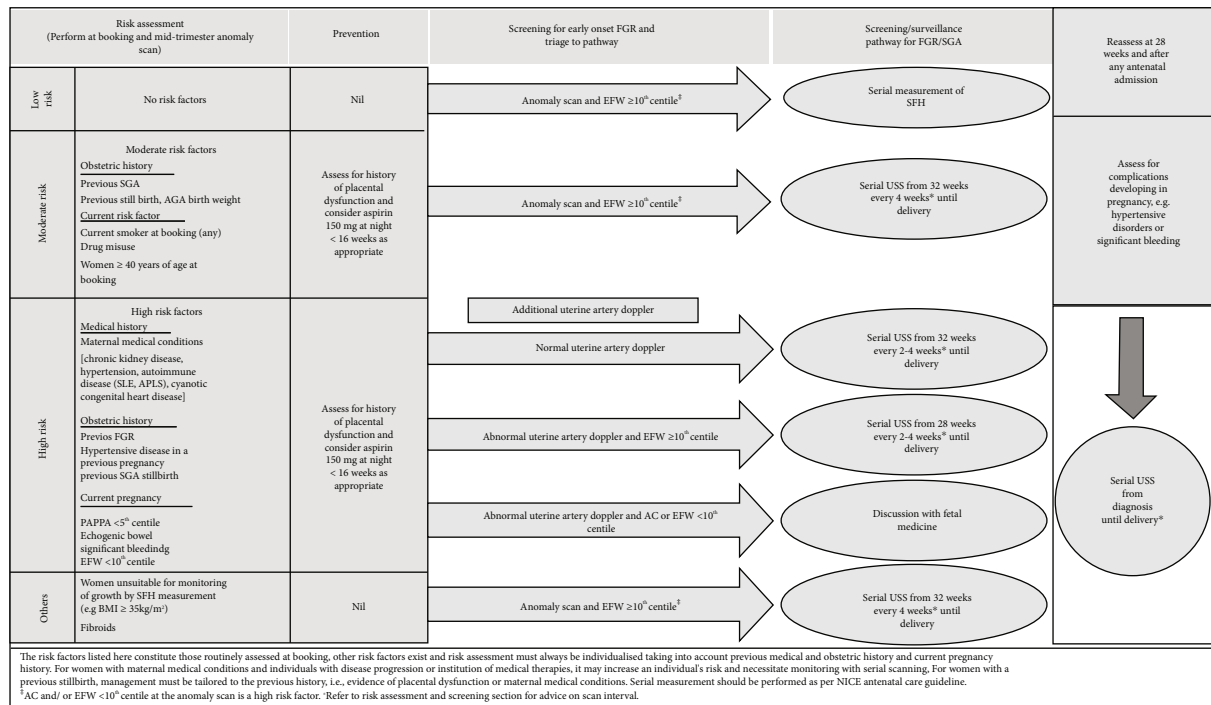 Risk assessment
(Perform at booking and mid-trimester anomaly
scan)
Prevention
Screening for early onset FGR and
triage to pathway
Screening/surveillance
pathway for FGR/SGA
Reassess at 28
weeks and after
any antenatal
admission
Low
risk
No risk factors
Nil
Anomaly scan and EFW ≥10th centile‡
Serial measurement of
SFH
Moderate risk
Moderate risk factors
Obstetric history
Previous SGA
Previous still birth, AGA birth weight
Current risk factor
Current smoker at booking (any)
Drug misuse
Women ≥ 40 years of age at
booking
Assess for history
of placental
dysfunction and
consider aspirin
150 mg at night
< 16 weeks as
appropriate
Anomaly scan and EFW ≥10th centile‡
Serial USS from 32 weeks
every 4 weeks* until
delivery
Assess for
complications
developing in
pregnancy, e.g.
hypertensive
disorders or
significant bleeding
High risk
High risk factors
Medical history
Maternal medical conditions
[chronic kidney disease,
hypertension, autoimmune
disease (SLE, APLS), cyanotic
congenital heart disease]
Obstetric history
Previos FGR
Hypertensive disease in a
previous pregnancy
previous SGA stillbirth
Current pregnancy
PAPPA <5th centile
Echogenic bowel
significant bleedindg
EFW <10th centile
Assess for history
of placental
dysfunction and
consider aspirin
150 mg at night
< 16 weeks as
appropriate
Additional uterine artery doppler
Normal uterine artery doppler
Serial USS from 32 weeks
every 2-4 weeks* until
delivery
Abnormal uterine artery doppler and EFW ≥10th centile
Serial USS from 28 weeks
every 2-4 weeks* until
delivery
Abnormal uterine artery doppler and AC or EFW <10th
centile
Discussion with fetal
medicine
Serial USS
from
diagnosis
until delivery*
Others
Women unsuitable for monitoring
of growth by SFH measurement
(e.g BMI ≥ 35kg/m²)
Fibroids
Nil
Anomaly scan and EFW ≥10th centile‡
Serial USS from 32 weeks
every 4 weeks* until
delivery
The risk factors listed here constitute those routinely assessed at booking, other risk factors exist and risk assessment must always be individualised taking into account previous medical and obstetric history and current pregnancy
history. For women with maternal medical conditions and individuals with disease progression or institution of medical therapies, it may increase an individual's risk and necessitate monitoring with serial scanning, For women with a
previous stillbirth, management must be tailored to the previous history, i.e., evidence of placental dysfunction or maternal medical conditions. Serial measurement should be performed as per NICE antenatal care guideline.
‡AC and/ or EFW <10th centile at the anomaly scan is a high risk factor. *Refer to risk assessment and screening section for advice on scan interval.